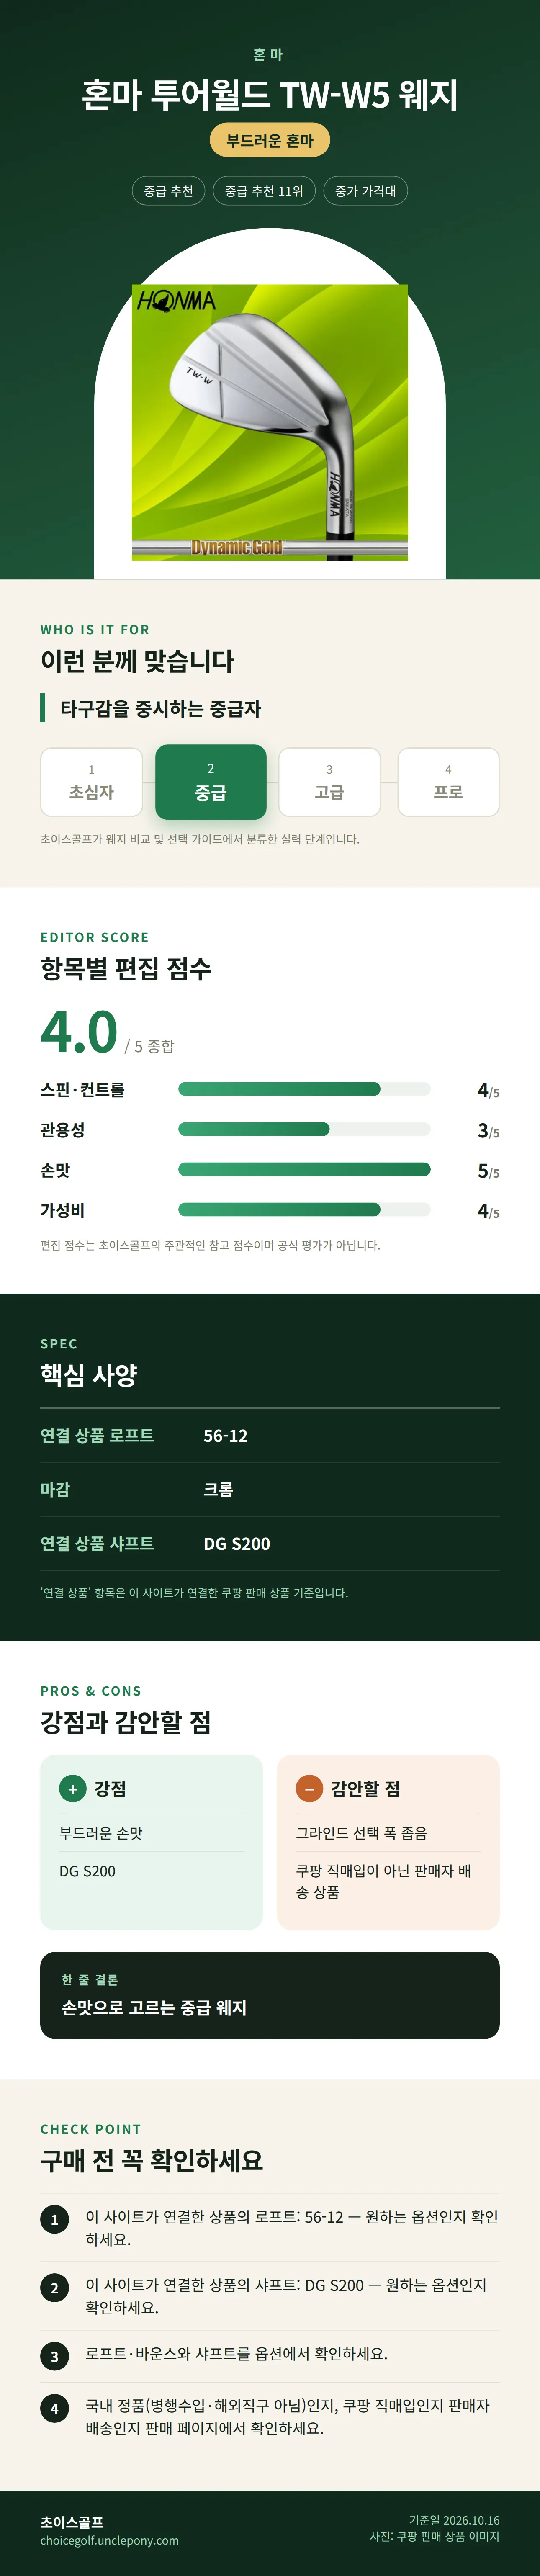 혼마
혼마 투어월드 TW-W5 웨지
부드러운 혼마
중급 추천
중급 추천 11위
중가 가격대
HONMA
TW-W
HONMA
Dynamic Gold
WHO IS IT FOR
이런 분께 맞습니다
타구감을 중시하는 중급자
1
초심자
2
중급
3
고급
4
프로
초이스골프가 웨지 비교 및 선택 가이드에서 분류한 실력 단계입니다.
EDITOR SCORE
항목별 편집 점수
4.0 / 5 종합
스핀·컨트롤 4/5
관용성 3/5
손맛 5/5
가성비 4/5
편집 점수는 초이스골프의 주관적인 참고 점수이며 공식 평가가 아닙니다.
SPEC
핵심 사양
연결 상품 로프트 56-12
마감 크롬
연결 상품 샤프트 DG S200
'연결 상품' 항목은 이 사이트가 연결한 쿠팡 판매 상품 기준입니다.
PROS & CONS
강점과 감안할 점
+ 강점
부드러운 손맛
DG S200
− 감안할 점
그라인드 선택 폭 좁음
쿠팡 직매입이 아닌 판매자 배
송 상품
한 줄 결론
손맛으로 고르는 중급 웨지
CHECK POINT
구매 전 꼭 확인하세요
1 이 사이트가 연결한 상품의 로프트: 56-12 — 원하는 옵션인지 확인
하세요.
2 이 사이트가 연결한 상품의 샤프트: DG S200 — 원하는 옵션인지
확인하세요.
3 로프트·바운스와 샤프트를 옵션에서 확인하세요.
4 국내 정품(병행수입·해외직구 아님)인지, 쿠팡 직매입인지 판매자
배송인지 판매 페이지에서 확인하세요.
초이스골프
choicegolf.unclepony.com
기준일 2026.10.16
사진: 쿠팡 판매 상품 이미지